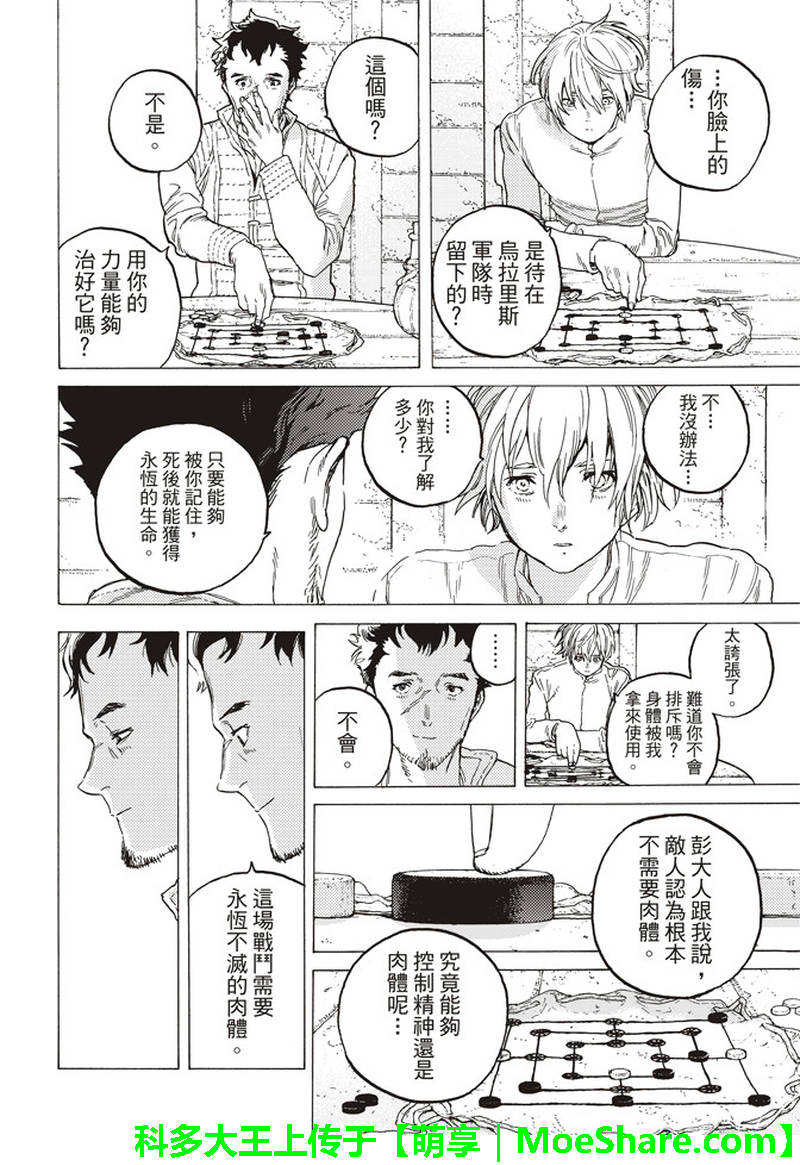 …你臉上的
傷…
是待在
烏拉里斯
軍隊時
留下的？
這個嗎？
不是。
用你的
力量能夠
治好它嗎？
不…
我沒辦法…
……
你對我了解
多少？
只要能夠
被你記住，
死後就能獲得
永恆的生命。
太誇張了。
難道你不會
排斥嗎？
身體被我
拿來使用。
……
不會。
彭大人跟我說，
敵人認為根本
不需要肉體。
究竟能夠
控制精神還是
肉體呢…
這場戰鬥需要
永恆不滅的肉體。
科多大王上传于【萌享｜MoeShare.com】